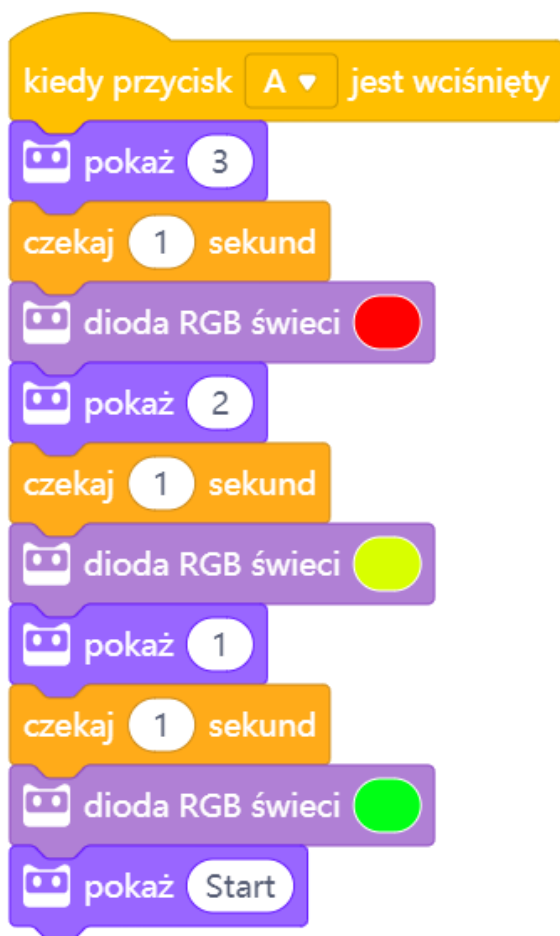 kiedy przycisk A jest wciśnięty
pokaż 3
czekaj 1 sekund
dioda RGB świeci
pokaż 2
czekaj 1 sekund
dioda RGB świeci
pokaż 1
czekaj 1 sekund
dioda RGB świeci
pokaż Start